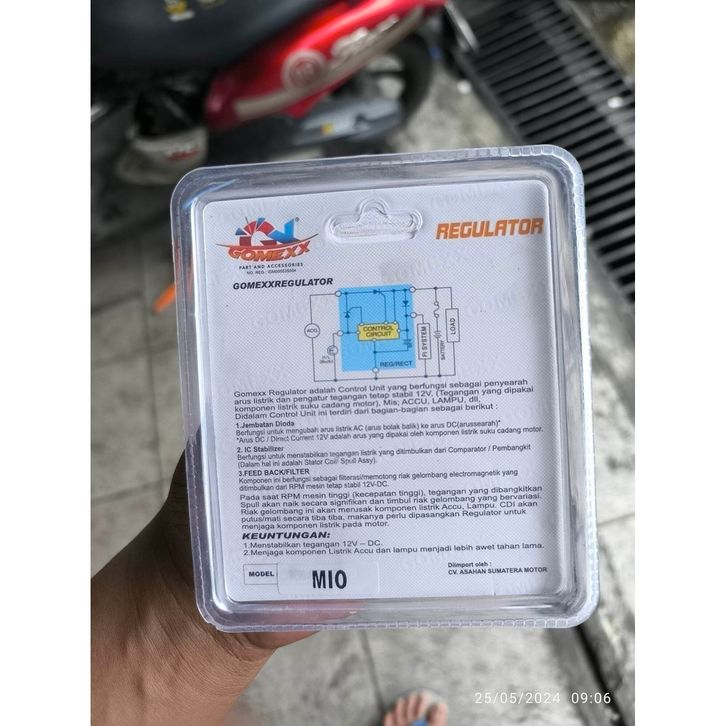 GOMEXX
PART AND ACCESSORIES
REGULATOR
GOMEXXREGULATOR
ACG
CONTROL
CIRCUIT
REG/RECT
FI SYSTEM
BATTERY
LOAD
Gomexx Regulator adalah Control Unit yang berfungsi sebagai penyearah
arus listrik dan pengatur tegangan tetap stabil 12V, (Tegangan yang dipakai
komponen listrik suku cadang motor), Mis; ACCU, LAMPU, dll,
Didalam Control Unit ini terdiri dari bagian-bagian sebagai berikut :
1.Jembatan Dioda
Berfungsi untuk mengubah arus listrik AC (arus bolak balik) ke arus DC(arussearah)*
*Arus DC / Direct Current 12V adalah arus yang dipakai oleh komponen listrik suku cadang motor.
2. IC Stabilizer
Berfungsi untuk menstabilkan tegangan listrik yang ditimbulkan dari Comparator / Pembangkit
(Dalam hal ini adalah Stator Coil/ Spull Assy).
3.FEED BACK/FILTER
Komponen ini berfungsi sebagai filterasi/memotong riak gelombang electromagnetik yang
ditimbulkan dari RPM mesin tetap stabil 12V-DC.
Pada saat RPM mesin tinggi (kecepatan tinggi), tegangan yang dibangkitkan
Spull akan naik secara signifikan dan timbul riak gelombang yang bervariasi.
Riak gelombang ini akan merusak komponen listrik Accu, Lampu. CDI akan
putus/mati secara tiba tiba, makanya perlu dipasangkan Regulator untuk
menjaga komponen listrik pada motor.
KEUNTUNGAN:
1.Menstabilkan tegangan 12V – DC.
2.Menjaga komponen Listrik Accu dan lampu menjadi lebih awet tahan lama.
MODEL
MIO
Diimport oleh :
CV. ASAHAN SUMATERA MOTOR
25/05/2024 09:06